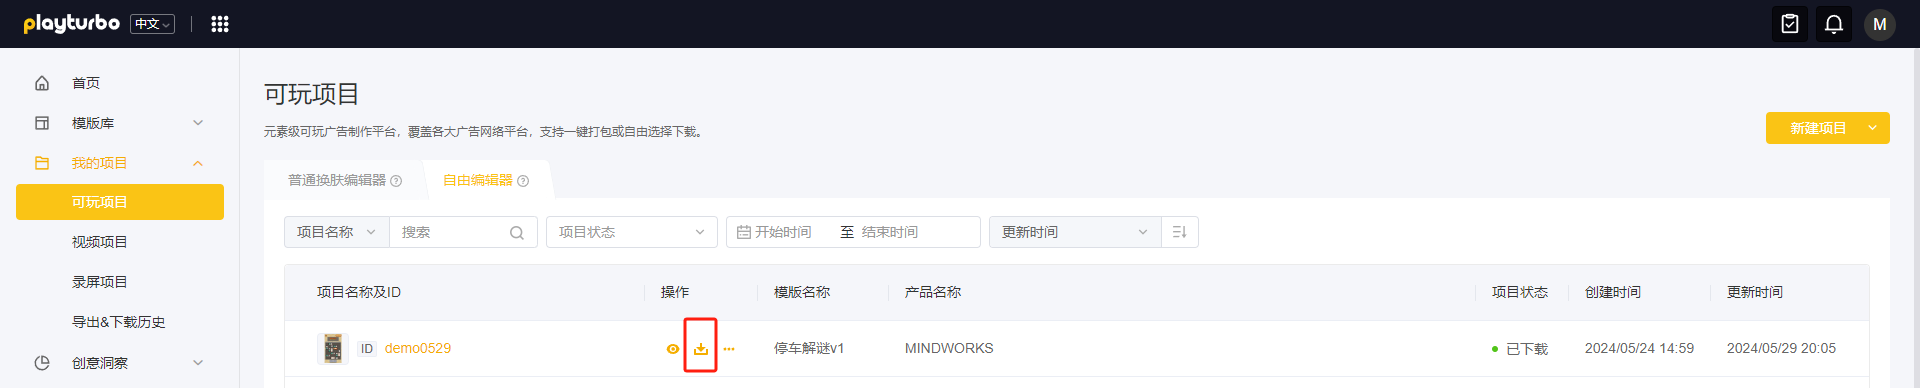 playturbo 中文 M
首页
模版库
我的项目
可玩项目
视频项目
录屏项目
导出&下载历史
创意洞察
可玩项目
元素级可玩广告制作平台，覆盖各大广告网络平台，支持一键打包或自由选择下载。
新建项目
普通换肤编辑器 自由编辑器
项目名称 搜索 项目状态 开始时间 至 结束时间 更新时间
项目名称及ID 操作 模版名称 产品名称 项目状态 创建时间 更新时间
ID demo0529 停车解谜v1 MINDWORKS 已下载 2024/05/24 14:59 2024/05/29 20:05